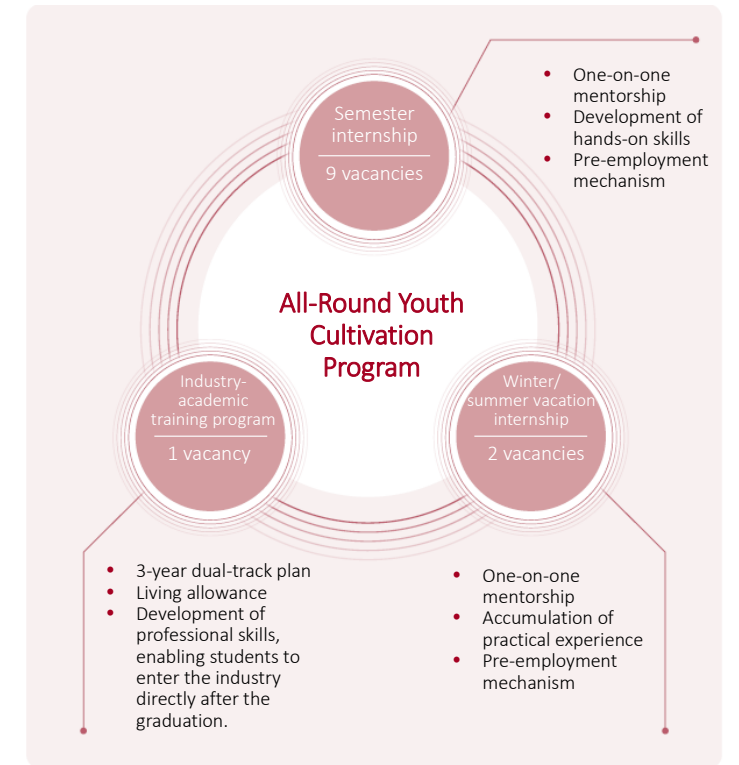 Semester
internship
9 vacancies
• One-on-one
mentorship
• Development of
hands-on skills
• Pre-employment
mechanism
All-Round Youth
Cultivation
Program
Industry-
academic
training program
1 vacancy
Winter/
summer vacation
internship
2 vacancies
• 3-year dual-track plan
• Living allowance
• Development of
professional skills,
enabling students to
enter the industry
directly after the
graduation.
• One-on-one
mentorship
• Accumulation of
practical experience
• Pre-employment
mechanism